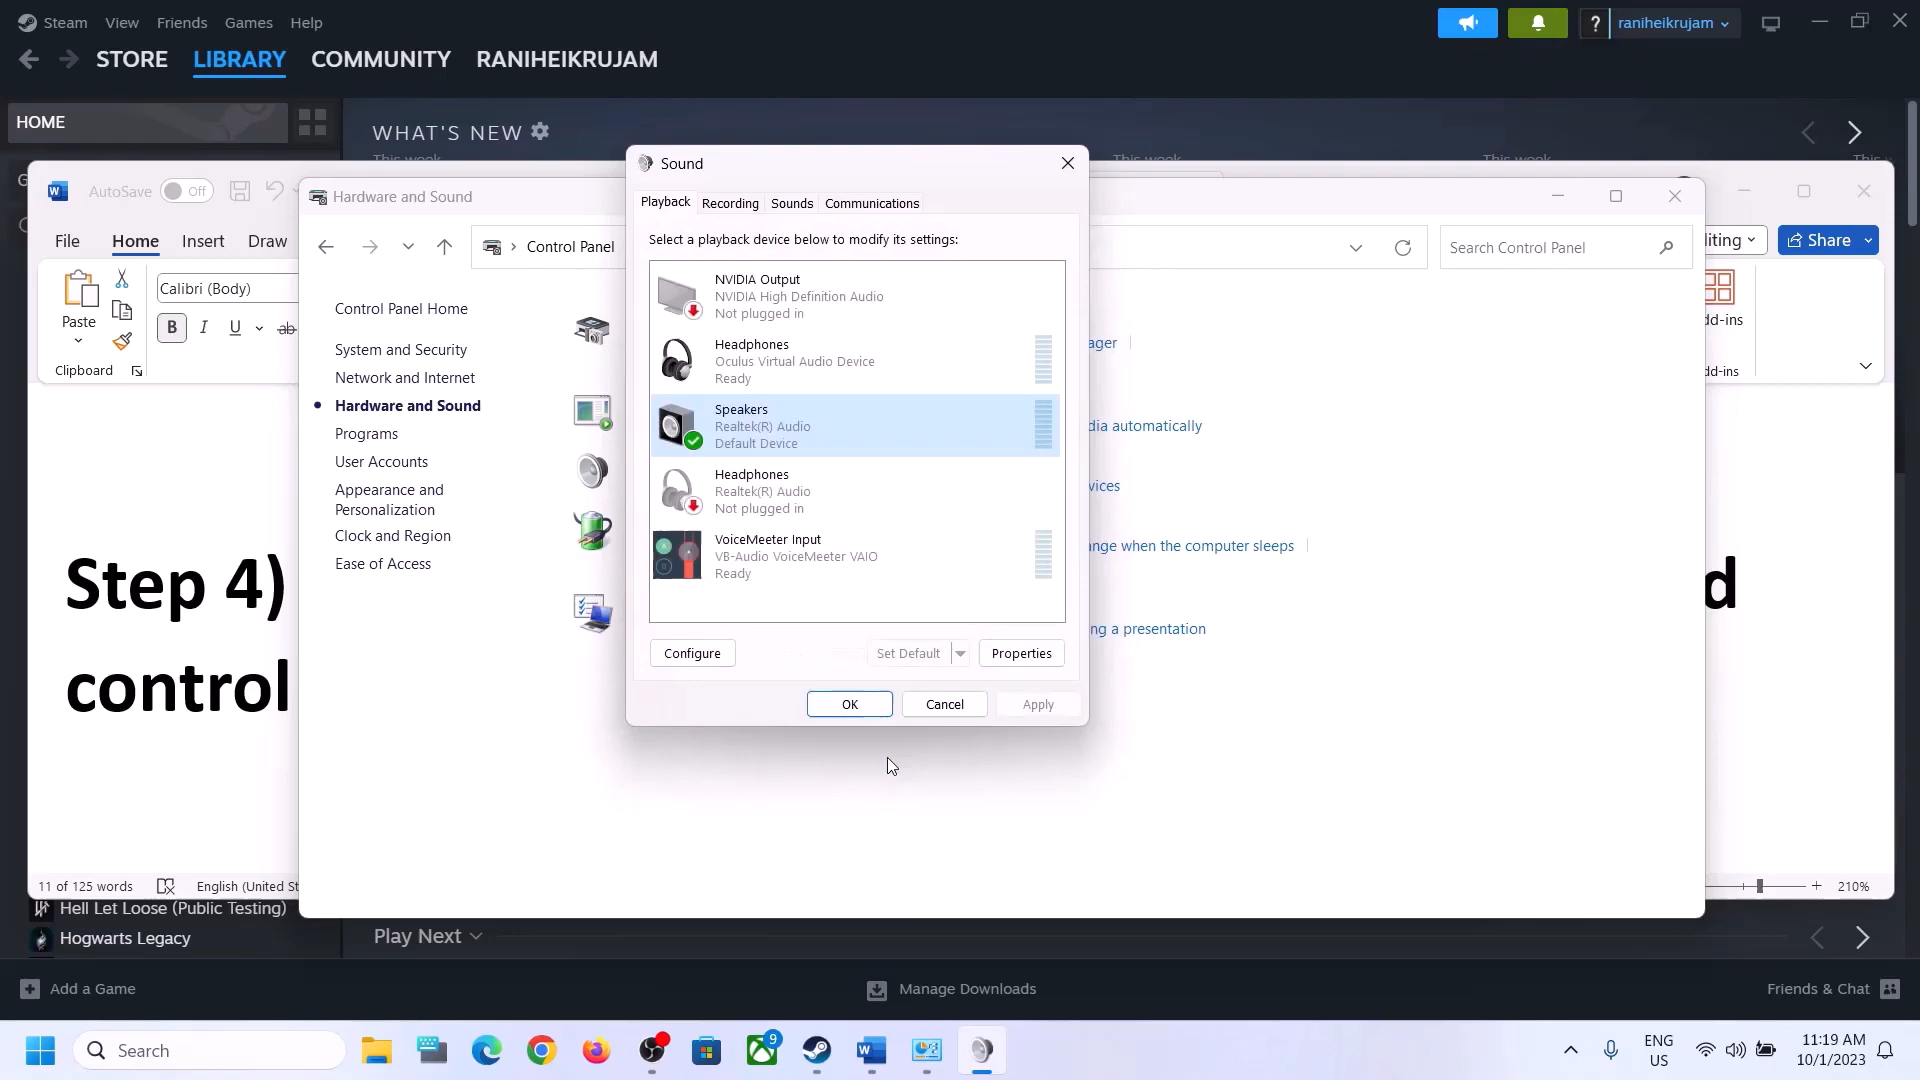 Steam View Friends Games Help
raniheikrujam
STORE LIBRARY COMMUNITY RANIHEIKRUJAM
HOME
WHAT'S NEW
AutoSave Off
File Home Insert Draw
Share
Calibri (Body)
Paste
B I U ab
Clipboard
Hardware and Sound
Control Panel
Search Control Panel
Control Panel Home
System and Security
Network and Internet
Hardware and Sound
Programs
User Accounts
Appearance and
Personalization
Clock and Region
Ease of Access
Sound
Playback Recording Sounds Communications
Select a playback device below to modify its settings:
NVIDIA Output
NVIDIA High Definition Audio
Not plugged in
Headphones
Oculus Virtual Audio Device
Ready
Speakers
Realtek(R) Audio
Default Device
Headphones
Realtek(R) Audio
Not plugged in
VoiceMeeter Input
VB-Audio VoiceMeeter VAIO
Ready
Configure Set Default Properties
OK Cancel Apply
automatically
when the computer sleeps
a presentation
Step 4)
control
11 of 125 words English (United St
210%
Hell Let Loose (Public Testing)
Hogwarts Legacy
Play Next
Add a Game
Manage Downloads
Friends & Chat
Search
9
ENG
US
11:19 AM
10/1/2023